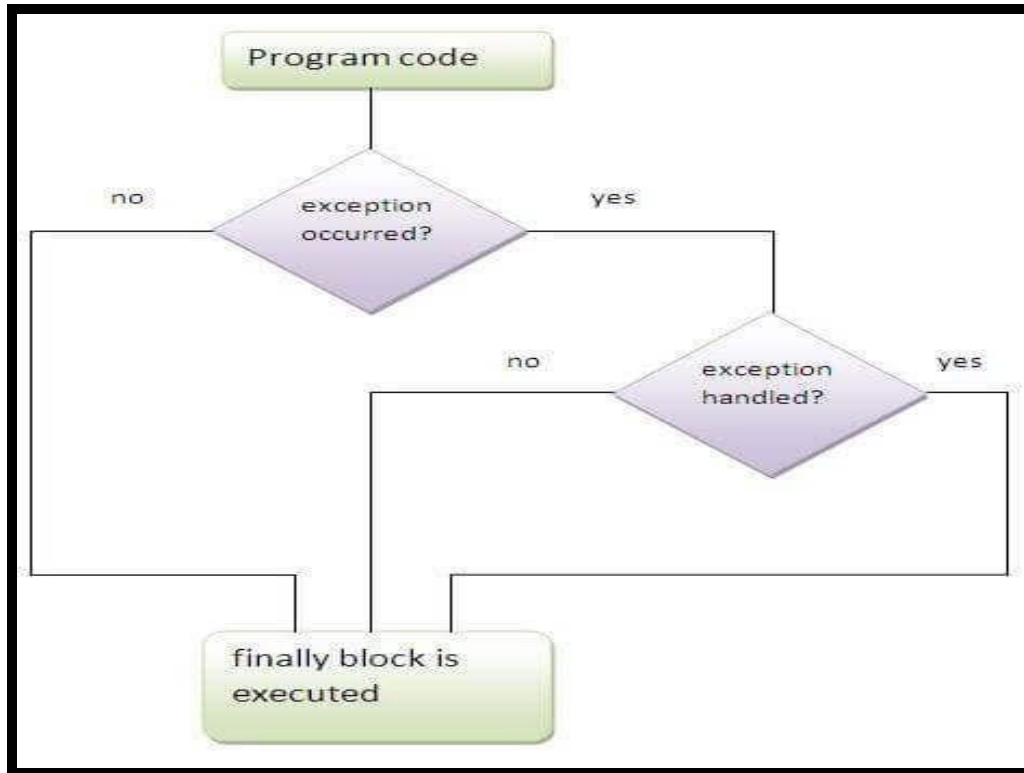 Program code
no
exception
occurred?
yes
no
exception
handled?
yes
finally block is
executed